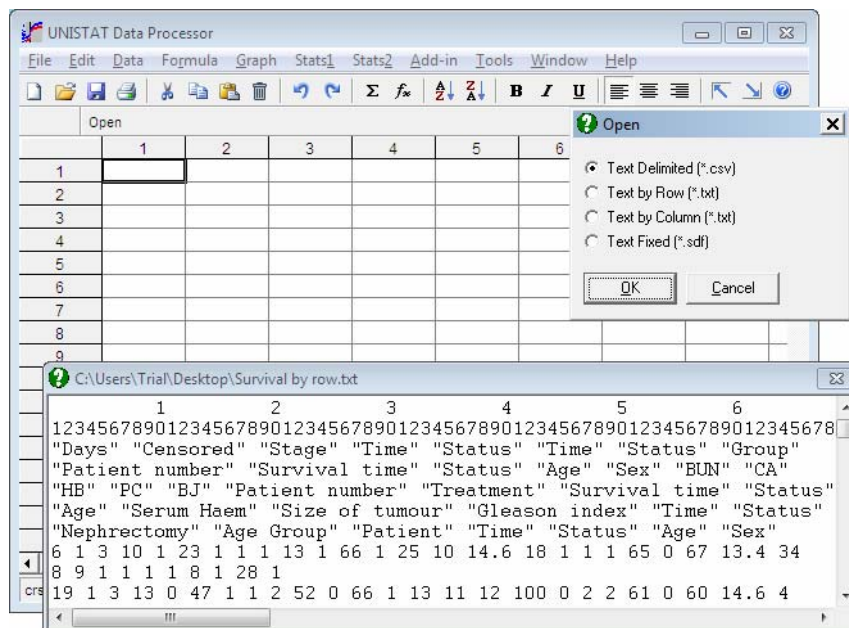 UNISTAT Data Processor
File Edit Data Formula Graph Stats1 Stats2 Add-in Tools Window Help
Σ B I U
Open
1 2 3 4 5 6
1
2
3
4
5
6
7
8
9
Open
Text Delimited (*.csv)
Text by Row (*.txt)
Text by Column (*.txt)
Text Fixed (*.sdf)
OK Cancel
C:\Users\Trial\Desktop\Survival by row.txt
1 2 3 4 5 6
12345678901234567890123456789012345678901234567890123456789012345678
"Days" "Censored" "Stage" "Time" "Status" "Time" "Status" "Group"
"Patient number" "Survival time" "Status" "Age" "Sex" "BUN" "CA"
"HB" "PC" "BJ" "Patient number" "Treatment" "Survival time" "Status"
"Age" "Serum Haem" "Size of tumour" "Gleason index" "Time" "Status"
"Nephrectomy" "Age Group" "Patient" "Time" "Status" "Age" "Sex"
6 1 3 10 1 23 1 1 1 13 1 66 1 25 10 14.6 18 1 1 1 65 0 67 13.4 34
8 9 1 1 1 1 8 1 28 1
19 1 3 13 0 47 1 1 2 52 0 66 1 13 11 12 100 0 2 2 61 0 60 14.6 4